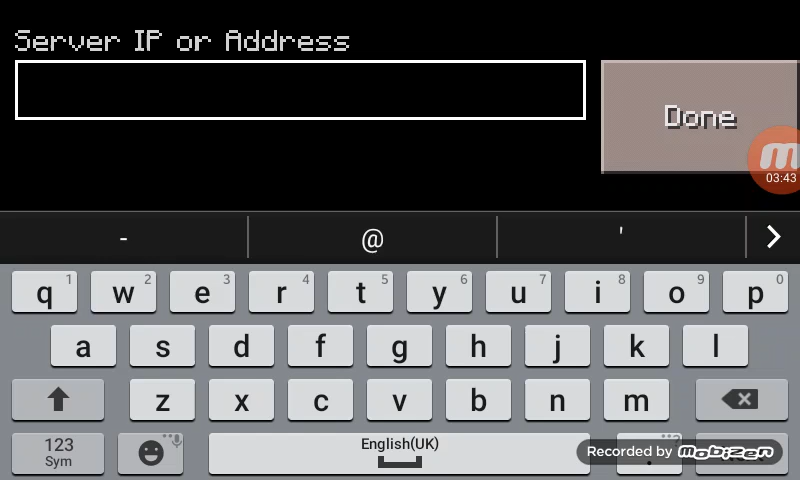 Server IP or Address
Done
m
03:43
- @ '
q 1 w 2 e 3 r 4 t 5 y 6 u 7 i 8 o 9 p 0
a s d f g h j k l
z x c v b n m
123 English(UK)
Sym
Recorded by mobizen